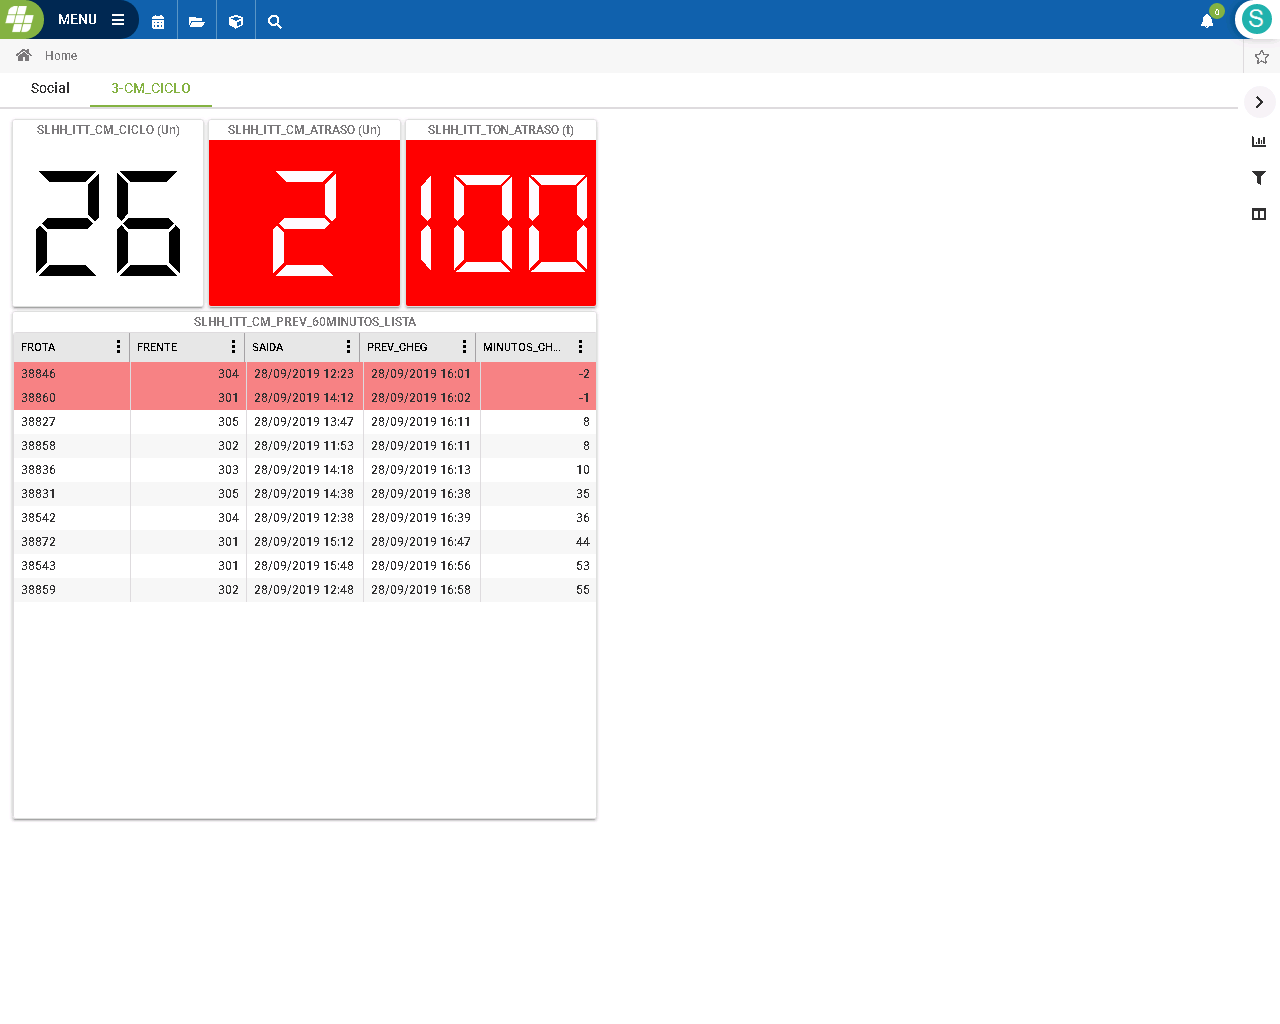 MENU
0
S
Home
Social 3-CM_CICLO
SLHH_ITT_CM_CICLO (Un) SLHH_ITT_CM_ATRASO (Un) SLHH_ITT_TON_ATRASO (t)
26 2 100
SLHH_ITT_CM_PREV_60MINUTOS_LISTA
FROTA FRENTE SAIDA PREV_CHEG MINUTOS_CH...
38846 304 28/09/2019 12:23 28/09/2019 16:01 -2
38860 301 28/09/2019 14:12 28/09/2019 16:02 -1
38827 305 28/09/2019 13:47 28/09/2019 16:11 8
38858 302 28/09/2019 11:53 28/09/2019 16:11 8
38836 303 28/09/2019 14:18 28/09/2019 16:13 10
38831 305 28/09/2019 14:38 28/09/2019 16:38 35
38542 304 28/09/2019 12:38 28/09/2019 16:39 36
38872 301 28/09/2019 15:12 28/09/2019 16:47 44
38543 301 28/09/2019 15:48 28/09/2019 16:56 53
38859 302 28/09/2019 12:48 28/09/2019 16:58 55